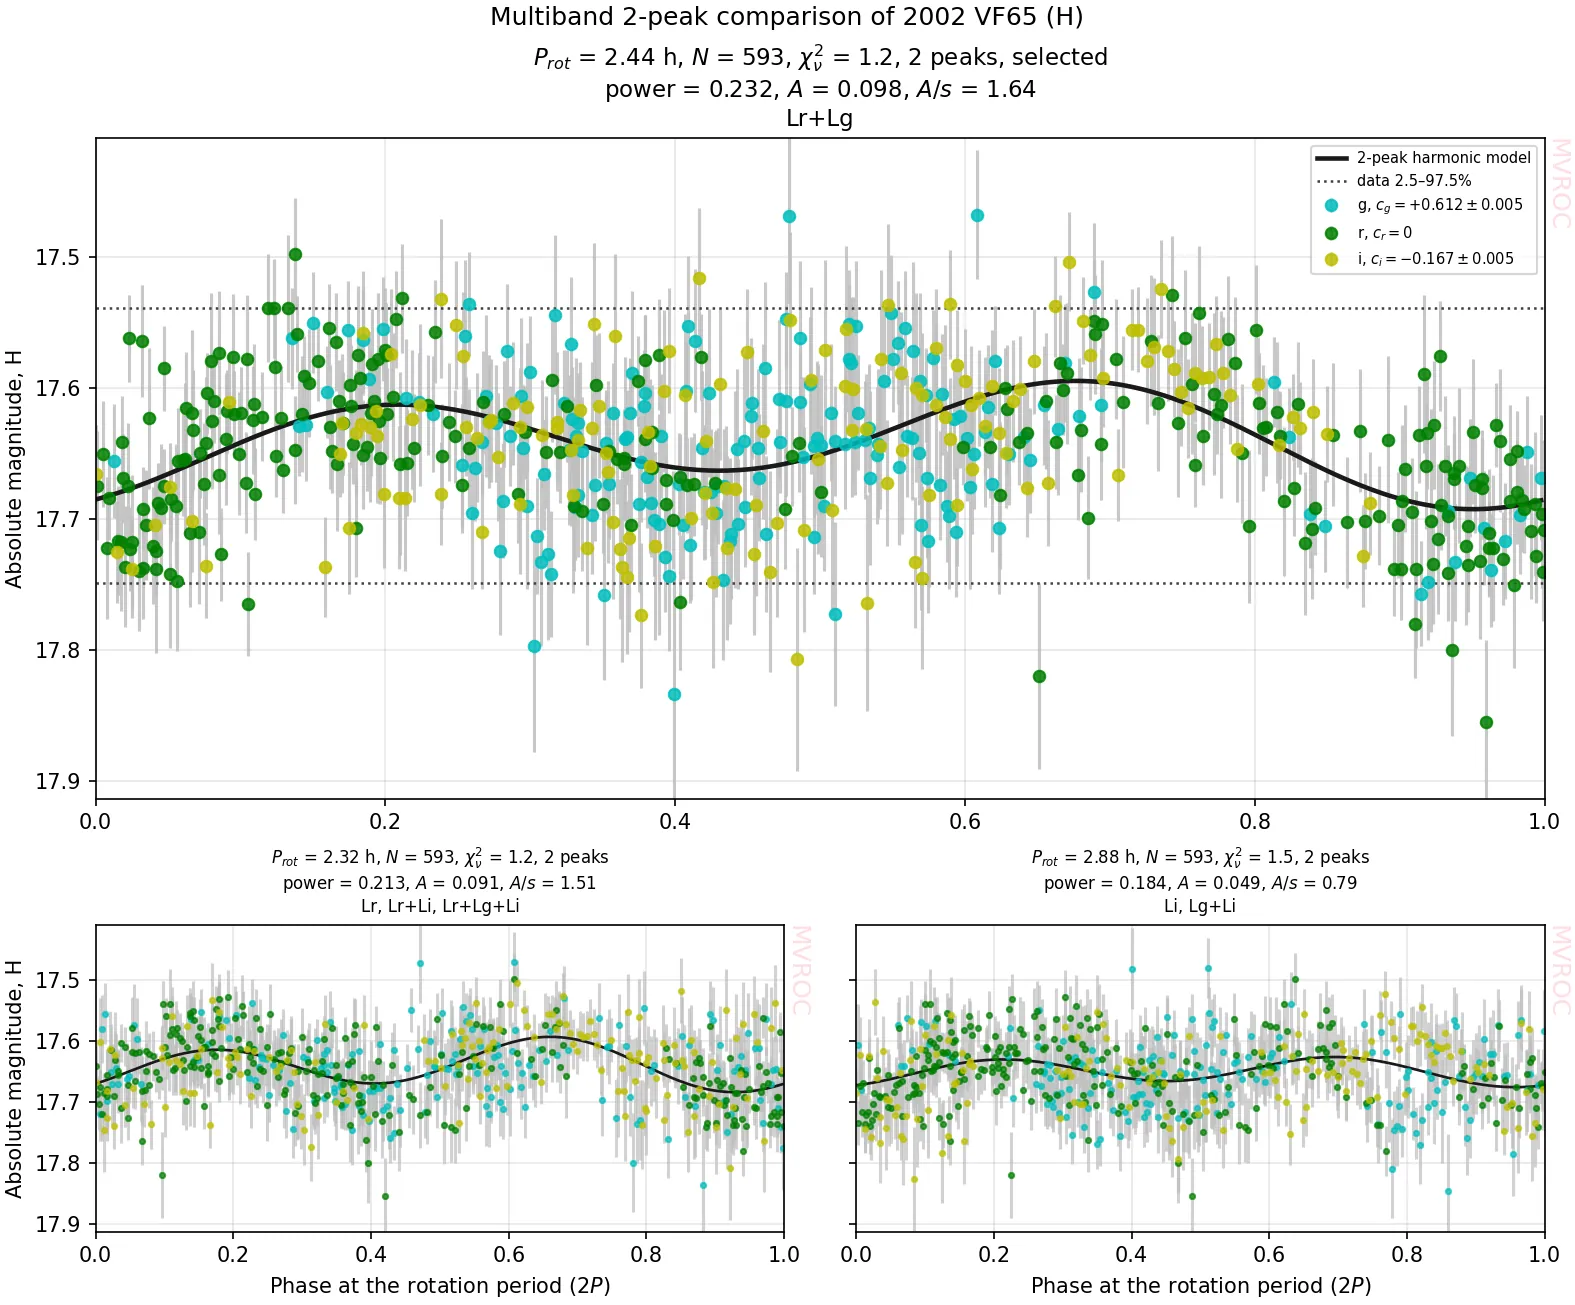 Multiband 2-peak comparison of 2002 VF65 (H)
P_rot = 2.44 h, N = 593, χ²_ν = 1.2, 2 peaks, selected
power = 0.232, A = 0.098, A/s = 1.64
Lr+Lg
2-peak harmonic model
data 2.5–97.5%
g, c_g = +0.612 ± 0.005
r, c_r = 0
i, c_i = −0.167 ± 0.005
MVROC
Absolute magnitude, H
17.5
17.6
17.7
17.8
17.9
0.0 0.2 0.4 0.6 0.8 1.0
P_rot = 2.32 h, N = 593, χ²_ν = 1.2, 2 peaks
power = 0.213, A = 0.091, A/s = 1.51
Lr, Lr+Li, Lr+Lg+Li
MVROC
Absolute magnitude, H
17.5
17.6
17.7
17.8
17.9
0.0 0.2 0.4 0.6 0.8 1.0
Phase at the rotation period (2P)
P_rot = 2.88 h, N = 593, χ²_ν = 1.5, 2 peaks
power = 0.184, A = 0.049, A/s = 0.79
Li, Lg+Li
MVROC
0.0 0.2 0.4 0.6 0.8 1.0
Phase at the rotation period (2P)